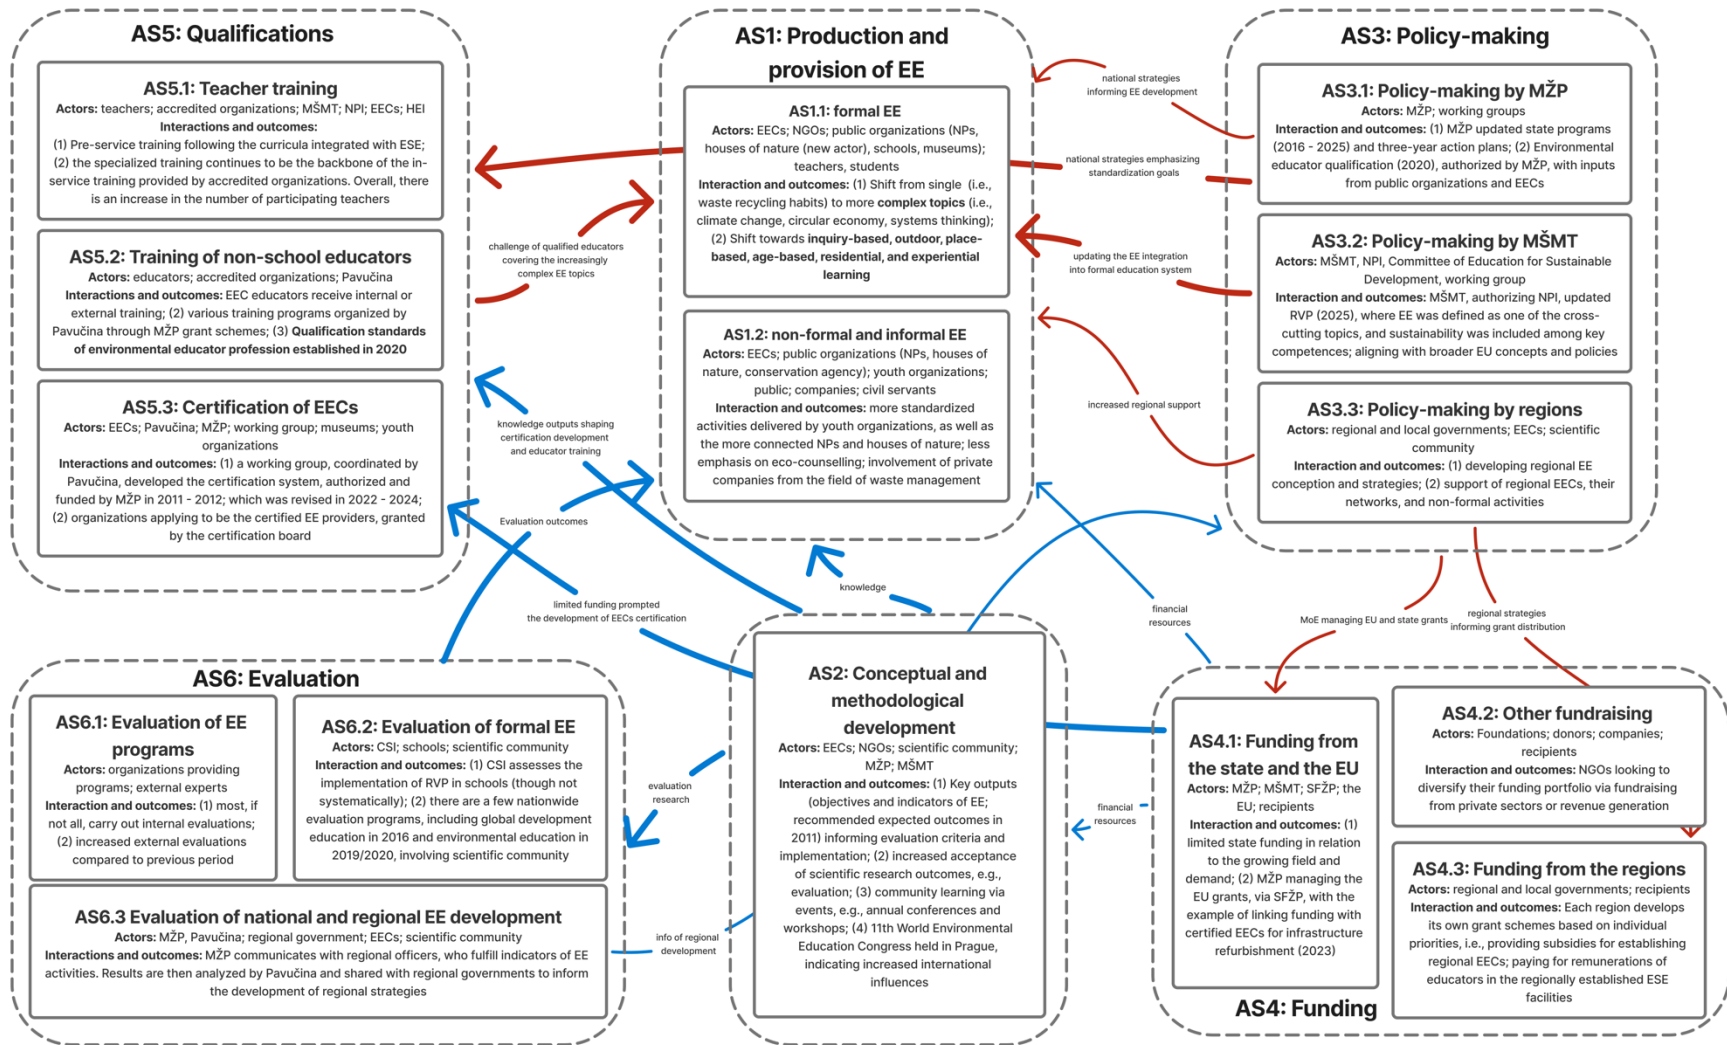 AS5: Qualifications
AS5.1: Teacher training
Actors: teachers; accredited organizations; MŠMT; NPI; EECs; HEI
Interactions and outcomes:
(1) Pre-service training following the curricula integrated with ESE;
(2) the specialized training continues to be the backbone of the in-
service training provided by accredited organizations. Overall, there
is an increase in the number of participating teachers
AS5.2: Training of non-school educators
Actors: educators; accredited organizations; Pavučina
Interactions and outcomes: EEC educators receive internal or
external training; (2) various training programs organized by
Pavučina through MŽP grant schemes; (3) Qualification standards
of environmental educator profession established in 2020
AS5.3: Certification of EECs
Actors: EECs; Pavučina; MŽP; working group; museums; youth
organizations
Interactions and outcomes: (1) a working group, coordinated by
Pavučina, developed the certification system, authorized and
funded by MŽP in 2011 - 2012; which was revised in 2022 - 2024;
(2) organizations applying to be the certified EE providers, granted
by the certification board
challenge of qualified educators
covering the increasingly
complex EE topics
knowledge outputs shaping
certification development
and educator training
Evaluation outcomes
limited funding prompted
the development of EECs certification
AS1: Production and
provision of EE
AS1.1: formal EE
Actors: EECs; NGOs; public organizations (NPs,
houses of nature (new actor), schools, museums);
teachers, students
Interaction and outcomes: (1) Shift from single (i.e.,
waste recycling habits) to more complex topics (i.e.,
climate change, circular economy, systems thinking);
(2) Shift towards inquiry-based, outdoor, place-
based, age-based, residential, and experiential
learning
AS1.2: non-formal and informal EE
Actors: EECs; public organizations (NPs, houses of
nature, conservation agency); youth organizations;
public; companies; civil servants
Interaction and outcomes: more standardized
activities delivered by youth organizations, as well as
the more connected NPs and houses of nature; less
emphasis on eco-counselling; involvement of private
companies from the field of waste management
knowledge
national strategies
informing EE development
national strategies emphasizing
standardization goals
updating the EE integration
into formal education system
increased regional support
financial
resources
AS3: Policy-making
AS3.1: Policy-making by MŽP
Actors: MŽP; working groups
Interaction and outcomes: (1) MŽP updated state programs
(2016 - 2025) and three-year action plans; (2) Environmental
educator qualification (2020), authorized by MŽP, with inputs
from public organizations and EECs
AS3.2: Policy-making by MŠMT
Actors: MŠMT, NPI, Committee of Education for Sustainable
Development, working group
Interaction and outcomes: MŠMT, authorizing NPI, updated
RVP (2025), where EE was defined as one of the cross-
cutting topics, and sustainability was included among key
competences; aligning with broader EU concepts and policies
AS3.3: Policy-making by regions
Actors: regional and local governments; EECs; scientific
community
Interaction and outcomes: (1) developing regional EE
conception and strategies; (2) support of regional EECs, their
networks, and non-formal activities
MoE managing EU and state grants
regional strategies
informing grant distribution
AS6: Evaluation
AS6.1: Evaluation of EE
programs
Actors: organizations providing
programs; external experts
Interaction and outcomes: (1) most, if
not all, carry out internal evaluations;
(2) increased external evaluations
compared to previous period
AS6.2: Evaluation of formal EE
Actors: CSI; schools; scientific community
Interaction and outcomes: (1) CSI assesses the
implementation of RVP in schools (though not
systematically); (2) there are a few nationwide
evaluation programs, including global development
education in 2016 and environmental education in
2019/2020, involving scientific community
AS6.3 Evaluation of national and regional EE development
Actors: MŽP, Pavučina; regional government; EECs; scientific community
Interactions and outcomes: MŽP communicates with regional officers, who fulfill indicators of EE
activities. Results are then analyzed by Pavučina and shared with regional governments to inform
the development of regional strategies
evaluation
research
info of regional
development
AS2: Conceptual and
methodological
development
Actors: EECs; NGOs; scientific community;
MŽP; MŠMT
Interaction and outcomes: (1) Key outputs
(objectives and indicators of EE;
recommended expected outcomes in
2011) informing evaluation criteria and
implementation; (2) increased acceptance
of scientific research outcomes, e.g.,
evaluation; (3) community learning via
events, e.g., annual conferences and
workshops; (4) 11th World Environmental
Education Congress held in Prague,
indicating increased international
influences
financial
resources
AS4.1: Funding from
the state and the EU
Actors: MŽP; MŠMT; SFŽP; the
EU; recipients
Interaction and outcomes: (1)
limited state funding in relation
to the growing field and
demand; (2) MŽP managing the
EU grants, via SFŽP, with the
example of linking funding with
certified EECs for infrastructure
refurbishment (2023)
AS4.2: Other fundraising
Actors: Foundations; donors; companies;
recipients
Interaction and outcomes: NGOs looking to
diversify their funding portfolio via fundraising
from private sectors or revenue generation
AS4.3: Funding from the regions
Actors: regional and local governments; recipients
Interaction and outcomes: Each region develops
its own grant schemes based on individual
priorities, i.e., providing subsidies for establishing
regional EECs; paying for remunerations of
educators in the regionally established ESE
facilities
AS4: Funding